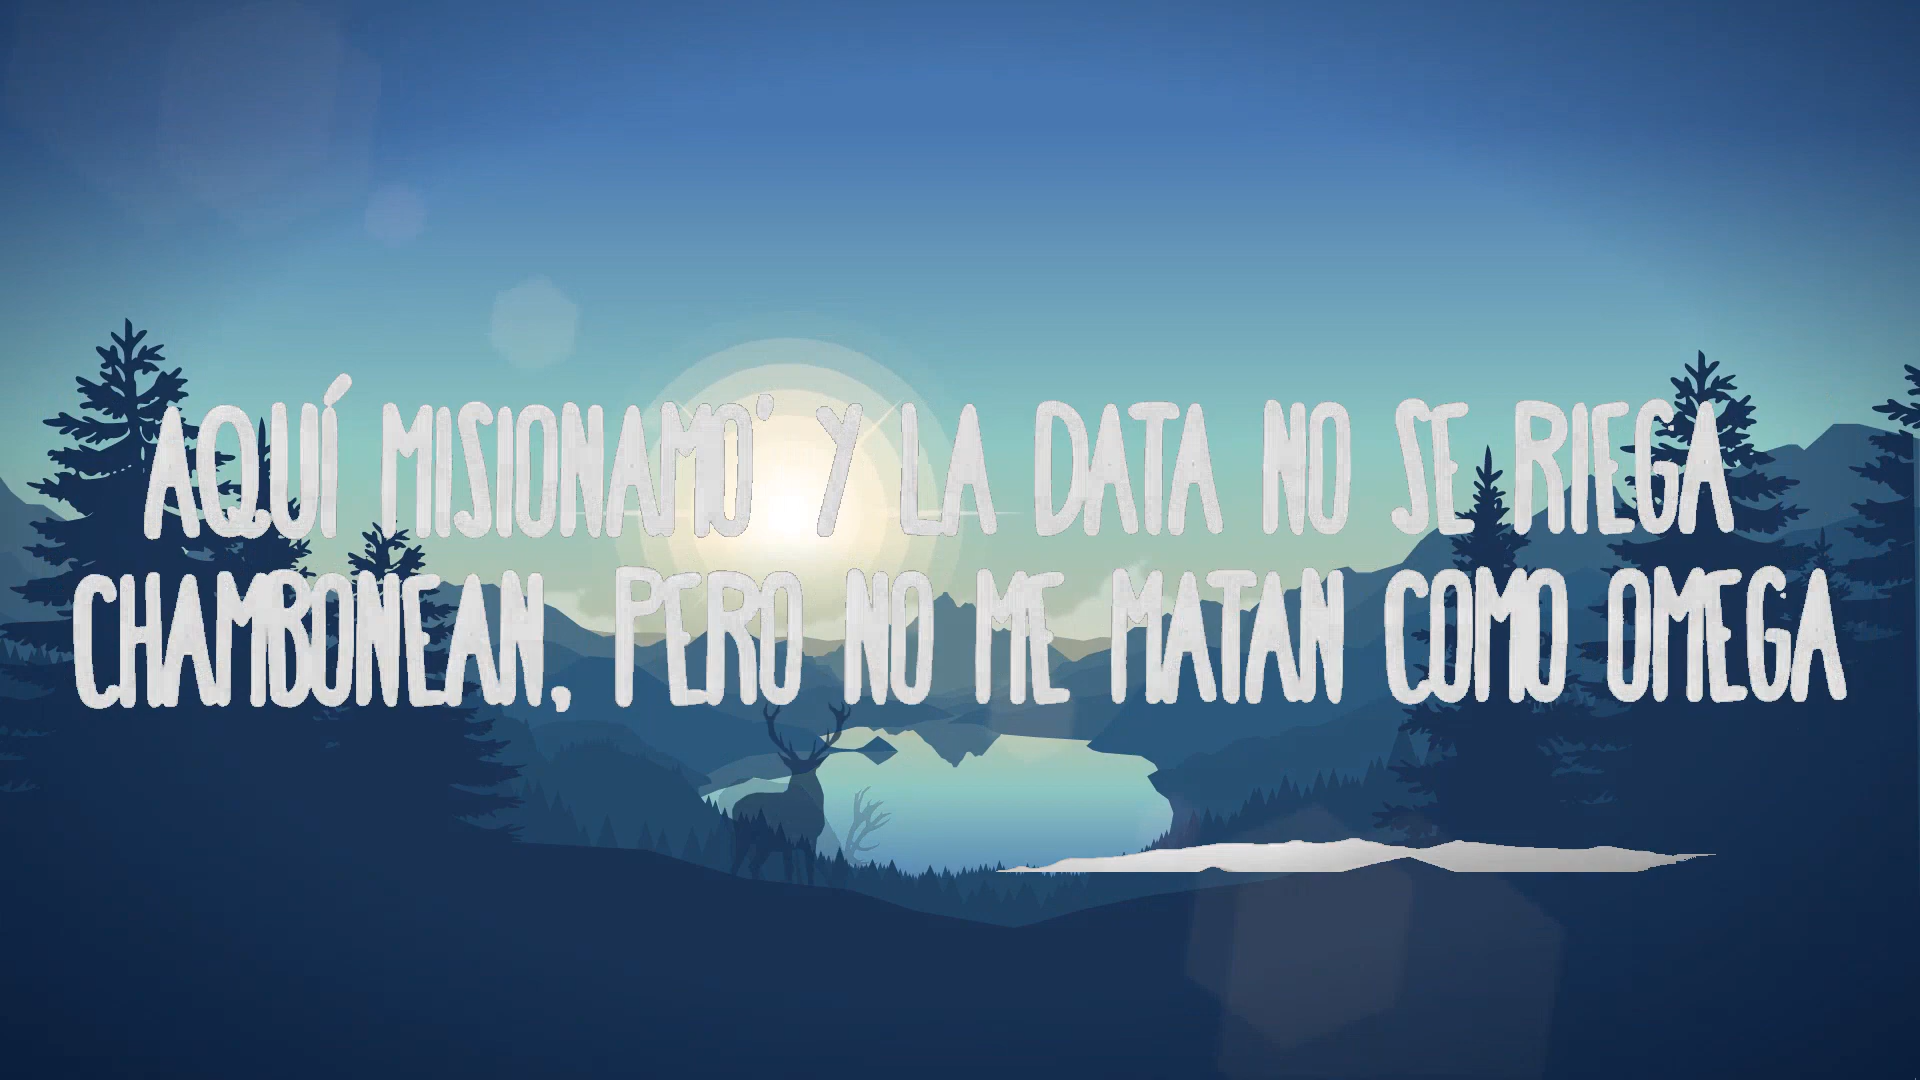 AQUÍ MISIONAMO' Y LA DATA NO SE RIEGA
CHAMBONEAN, PERO NO ME MATAN COMO OMEGA